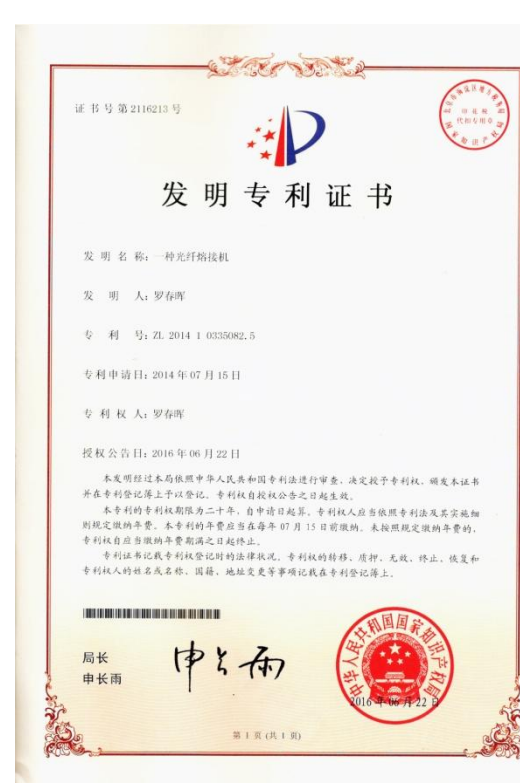 证书号第2116213号
发明专利证书
发明名称：一种光纤熔接机
发明人：罗春晖
专利号：ZL 2014 1 0335082.5
专利申请日：2014年07月15日
专利权人：罗春晖
授权公告日：2016年06月22日
本发明经过本局依照中华人民共和国专利法进行审查，决定授予专利权，颁发本证书
并在专利登记簿上予以登记。专利权自授权公告之日起生效。
本专利的专利权期限为二十年，自申请日起算。专利权人应当依照专利法及其实施细
则规定缴纳年费。本专利的年费应当在每年07月15日前缴纳。未按照规定缴纳年费的，
专利权自应当缴纳年费期满之日起终止。
专利证书记载专利权登记时的法律状况。专利权的转移、质押、无效、终止、恢复和
专利权人的姓名或名称、国籍、地址变更等事项记载在专利登记簿上。
局长
申长雨
申长雨
中华人民共和国国家知识产权局
2016年06月22日
第1页(共1页)